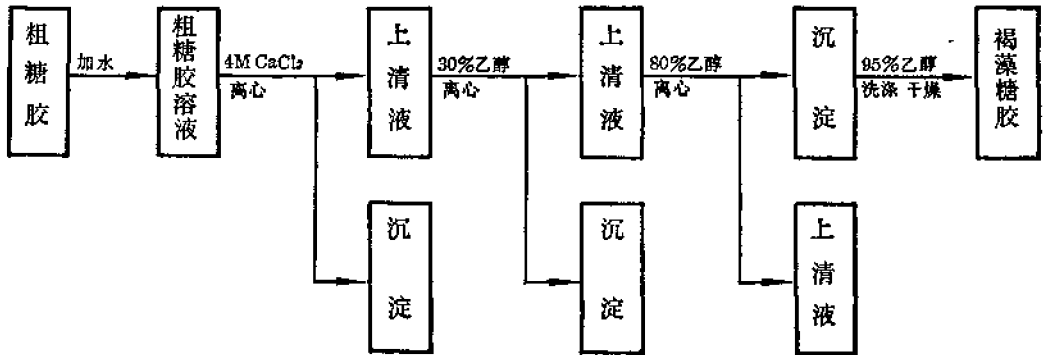 粗糖胶
加水
粗糖胶溶液
4M CaCl₂
离心
上清液
30%乙醇
离心
上清液
80%乙醇
离心
沉淀
95%乙醇
洗涤 干燥
褐藻糖胶
沉淀
沉淀
上清液